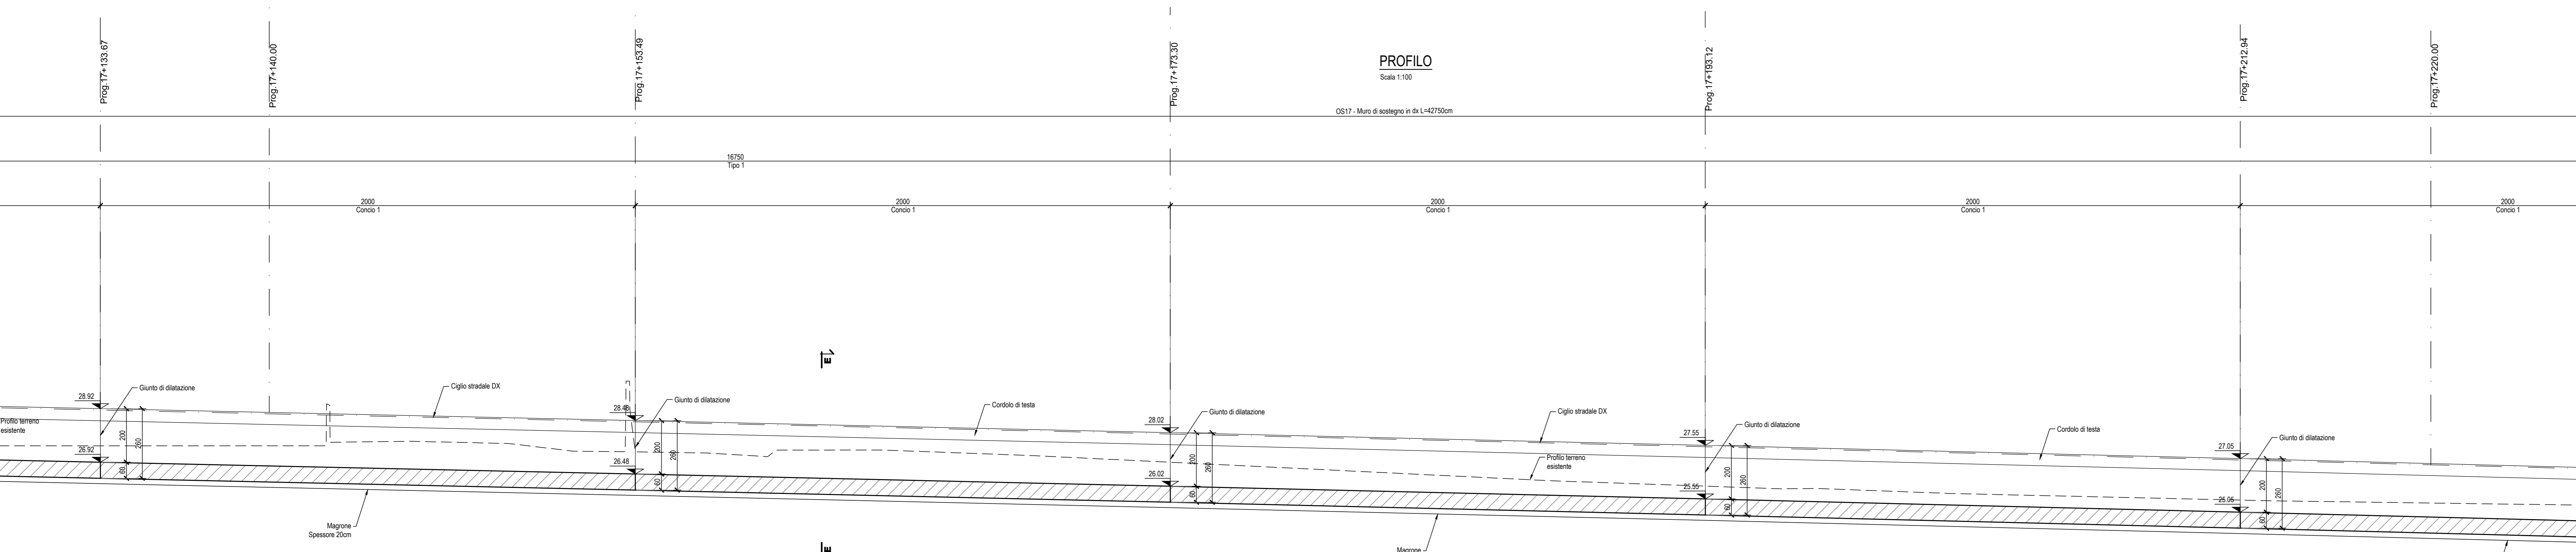 Prog.17+133.67
Prog.17+140.00
Prog.17+153.49
Prog.17+173.30
PROFILO
Scala 1:100
Prog.17+193.12
Prog.17+212.94
Prog.17+220.00
OS17 - Muro di sostegno in dx L=42750cm
16750
Tipo 1
2000
Concio 1
2000
Concio 1
2000
Concio 1
2000
Concio 1
2000
Concio 1
E
28.92
Giunto di dilatazione
Ciglio stradale DX
28.48
Giunto di dilatazione
Cordolo di testa
28.02
Giunto di dilatazione
Ciglio stradale DX
27.55
Giunto di dilatazione
Cordolo di testa
27.05
Giunto di dilatazione
Profilo terreno
esistente
200
260
60
26.92
200
260
60
26.48
200
260
60
26.02
Profilo terreno
esistente
200
260
60
25.55
200
260
60
25.05
Magrone
Spessore 20cm
E
Magrone